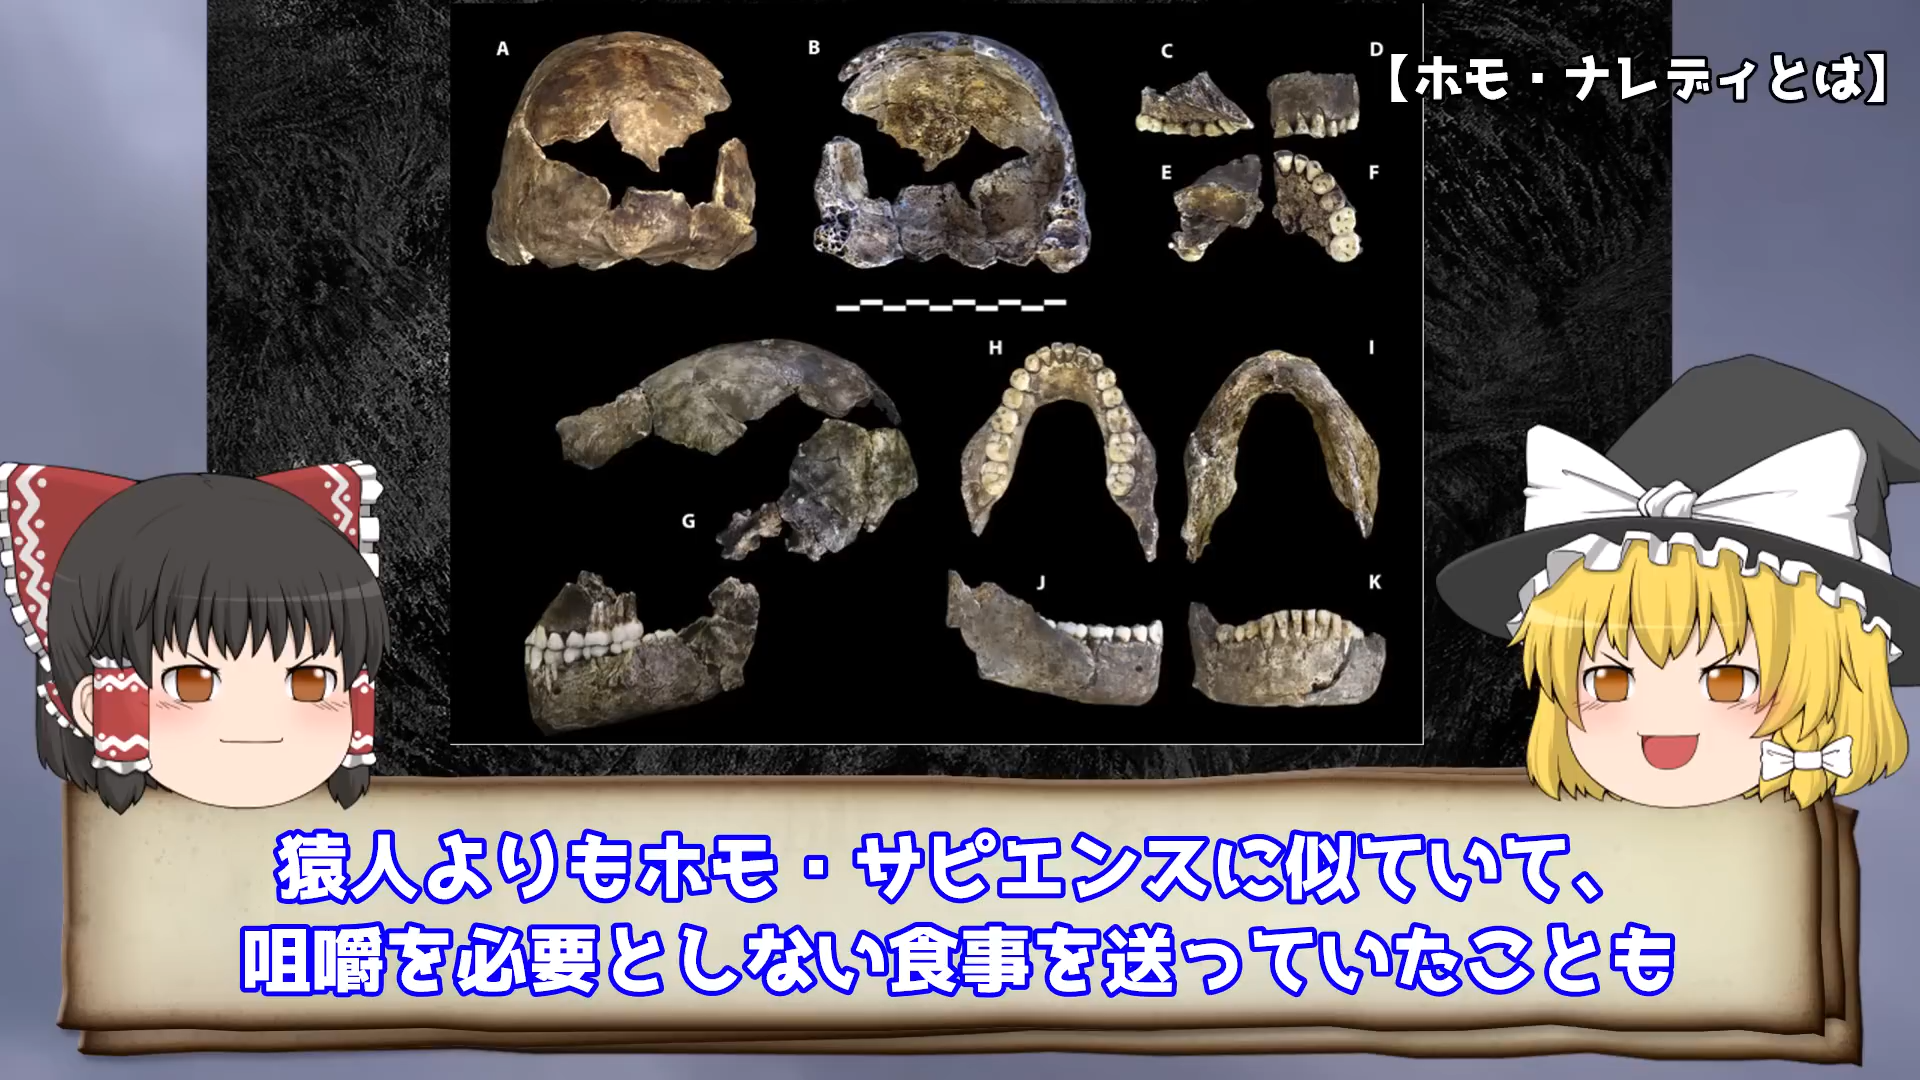 A
B
C
D
【ホモ・ナレディとは】
E
F
H
I
G
J
K
猿人よりもホモ・サピエンスに似ていて、
咀嚼を必要としない食事を送っていたことも